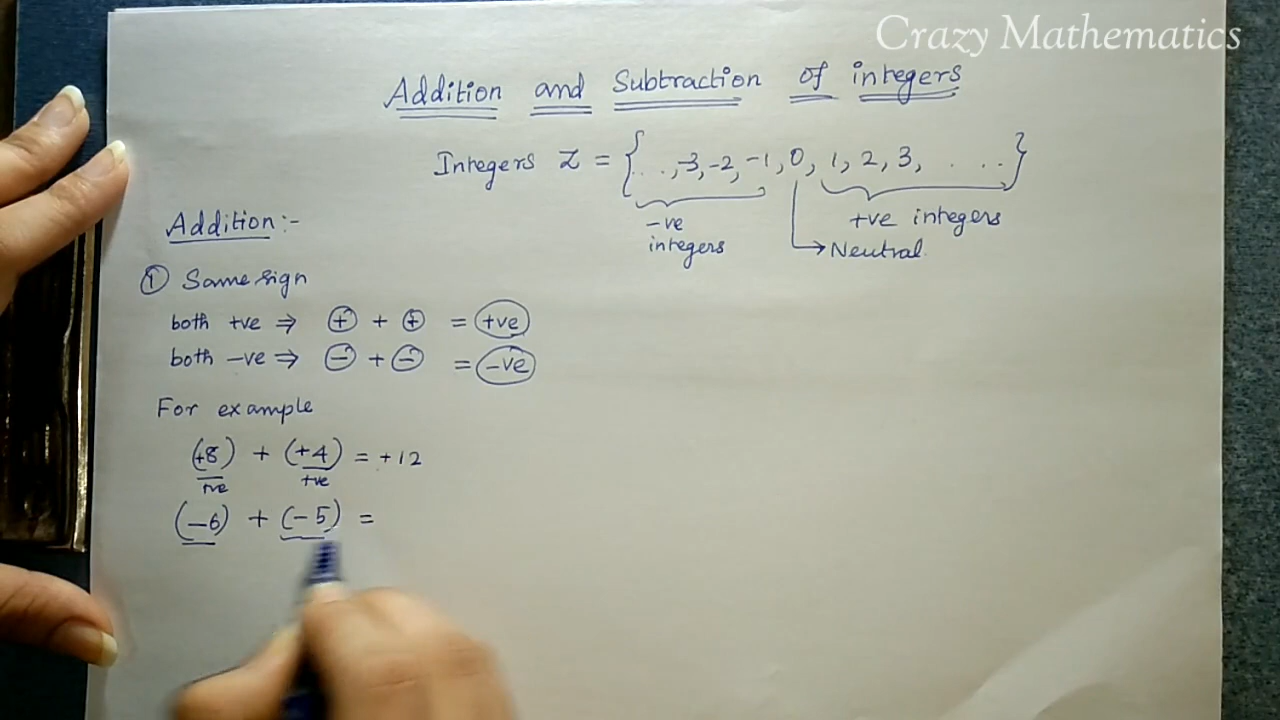 Crazy Mathematics
Addition and Subtraction of integers
Integers Z = {. . ,-3,-2,-1,0,1,2,3, . . . .}
-ve integers
+ve integers
Neutral.
Addition :-
① Same sign
both +ve ⇒ (+) + (+) = +ve
both -ve ⇒ (-) + (-) = -ve
For example
(+8) + (+4) = +12
+ve +ve
(-6) + (-5) =